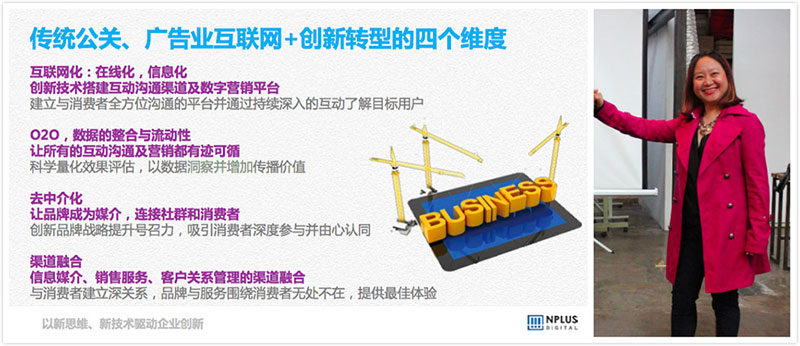 传统公关、广告业互联网+创新转型的四个维度
互联网化：在线化，信息化
创新技术搭建互动沟通渠道及数字营销平台
建立与消费者全方位沟通的平台并通过持续深入的互动了解目标用户
O2O，数据的整合与流动性
让所有的互动沟通及营销都有迹可循
科学量化效果评估，以数据洞察并增加传播价值
去中介化
让品牌成为媒介，连接社群和消费者
创新品牌战略提升号召力，吸引消费者深度参与并由心认同
渠道融合
信息媒介、销售服务、客户关系管理的渠道融合
与消费者建立深关系，品牌与服务围绕消费者无处不在，提供最佳体验
BUSINESS
以新思维、新技术驱动企业创新
NPLUS
DIGITAL